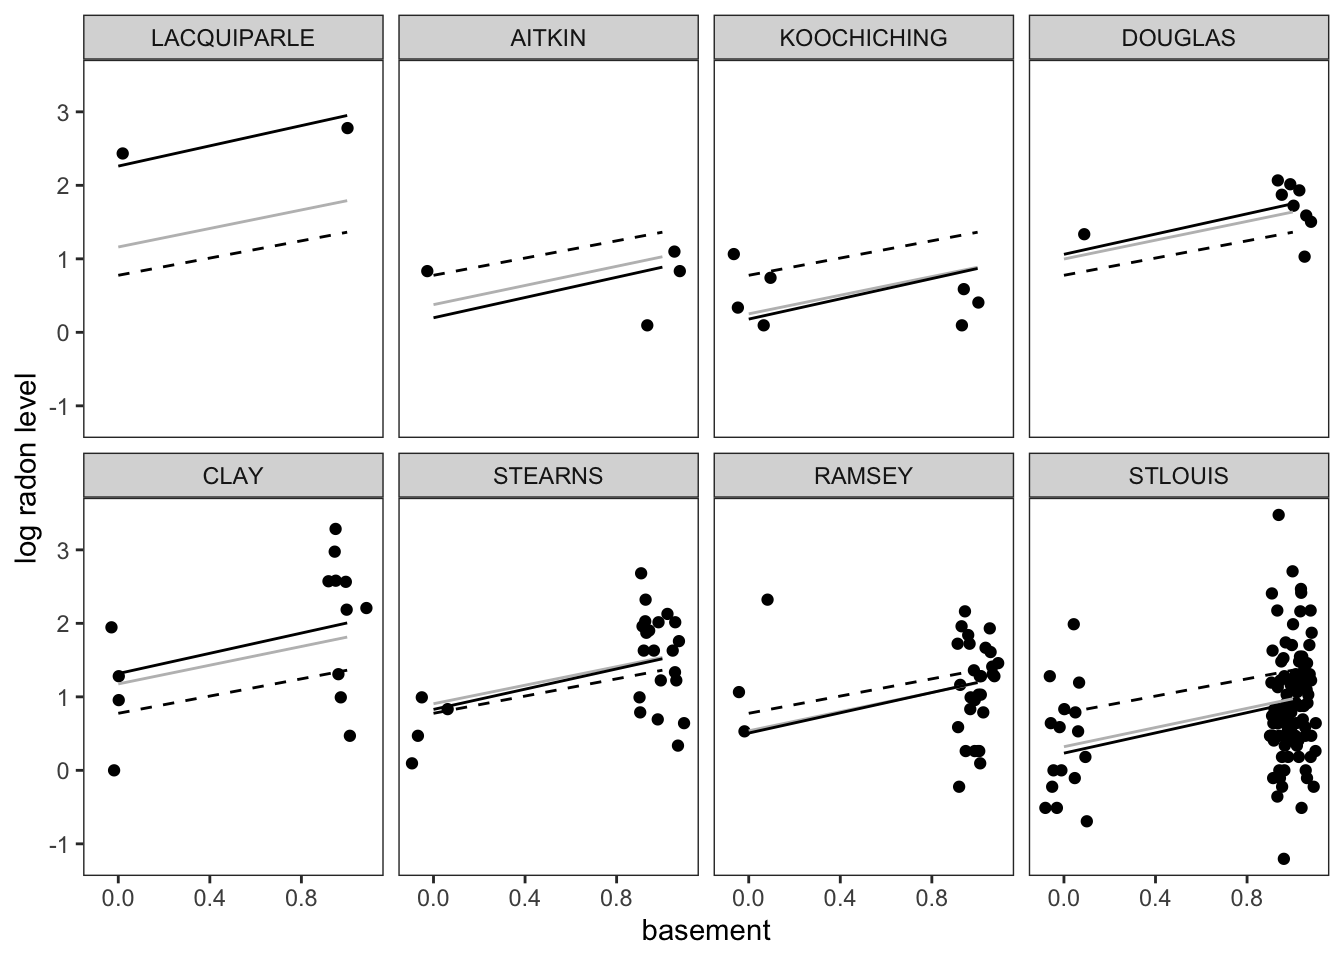 LACQUIPARLE AITKIN KOOCHICHING DOUGLAS
3
2
1
0
-1
log radon level
CLAY STEARNS RAMSEY STLOUIS
3
2
1
0
-1
0.0 0.4 0.8 0.0 0.4 0.8 0.0 0.4 0.8 0.0 0.4 0.8
basement